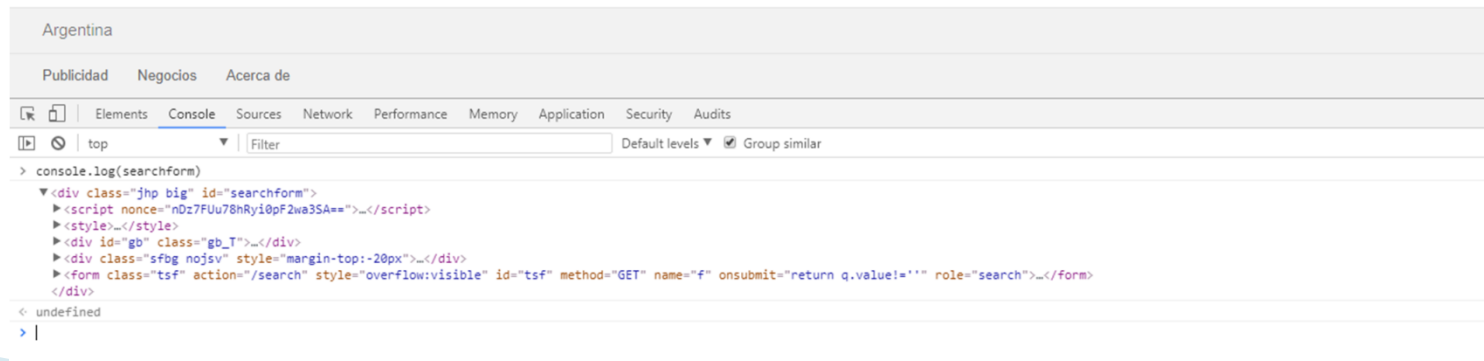 Argentina
Publicidad Negocios Acerca de
Elements Console Sources Network Performance Memory Application Security Audits
top Filter Default levels Group similar
> console.log(searchform)
<div class="jhp big" id="searchform">
<script nonce="nDz7FUu78hRyi0pF2wa3SA==">…</script>
<style>…</style>
<div id="gb" class="gb_T">…</div>
<div class="sfbg nojsv" style="margin-top:-20px">…</div>
<form class="tsf" action="/search" style="overflow:visible" id="tsf" method="GET" name="f" onsubmit="return q.value!=''" role="search">…</form>
</div>
undefined
>